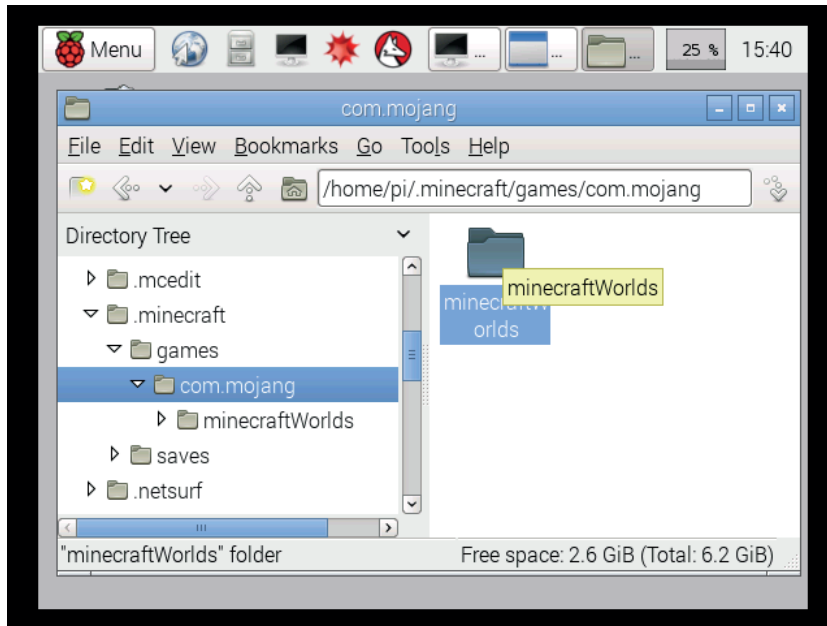 Menu ... ... ... 25 % 15:40
com.mojang
File Edit View Bookmarks Go Tools Help
/home/pi/.minecraft/games/com.mojang
Directory Tree
.mcedit
.minecraft
games
com.mojang
minecraftWorlds
saves
.netsurf
minecraftWorlds
minecraftW
orlds
"minecraftWorlds" folder Free space: 2.6 GiB (Total: 6.2 GiB)